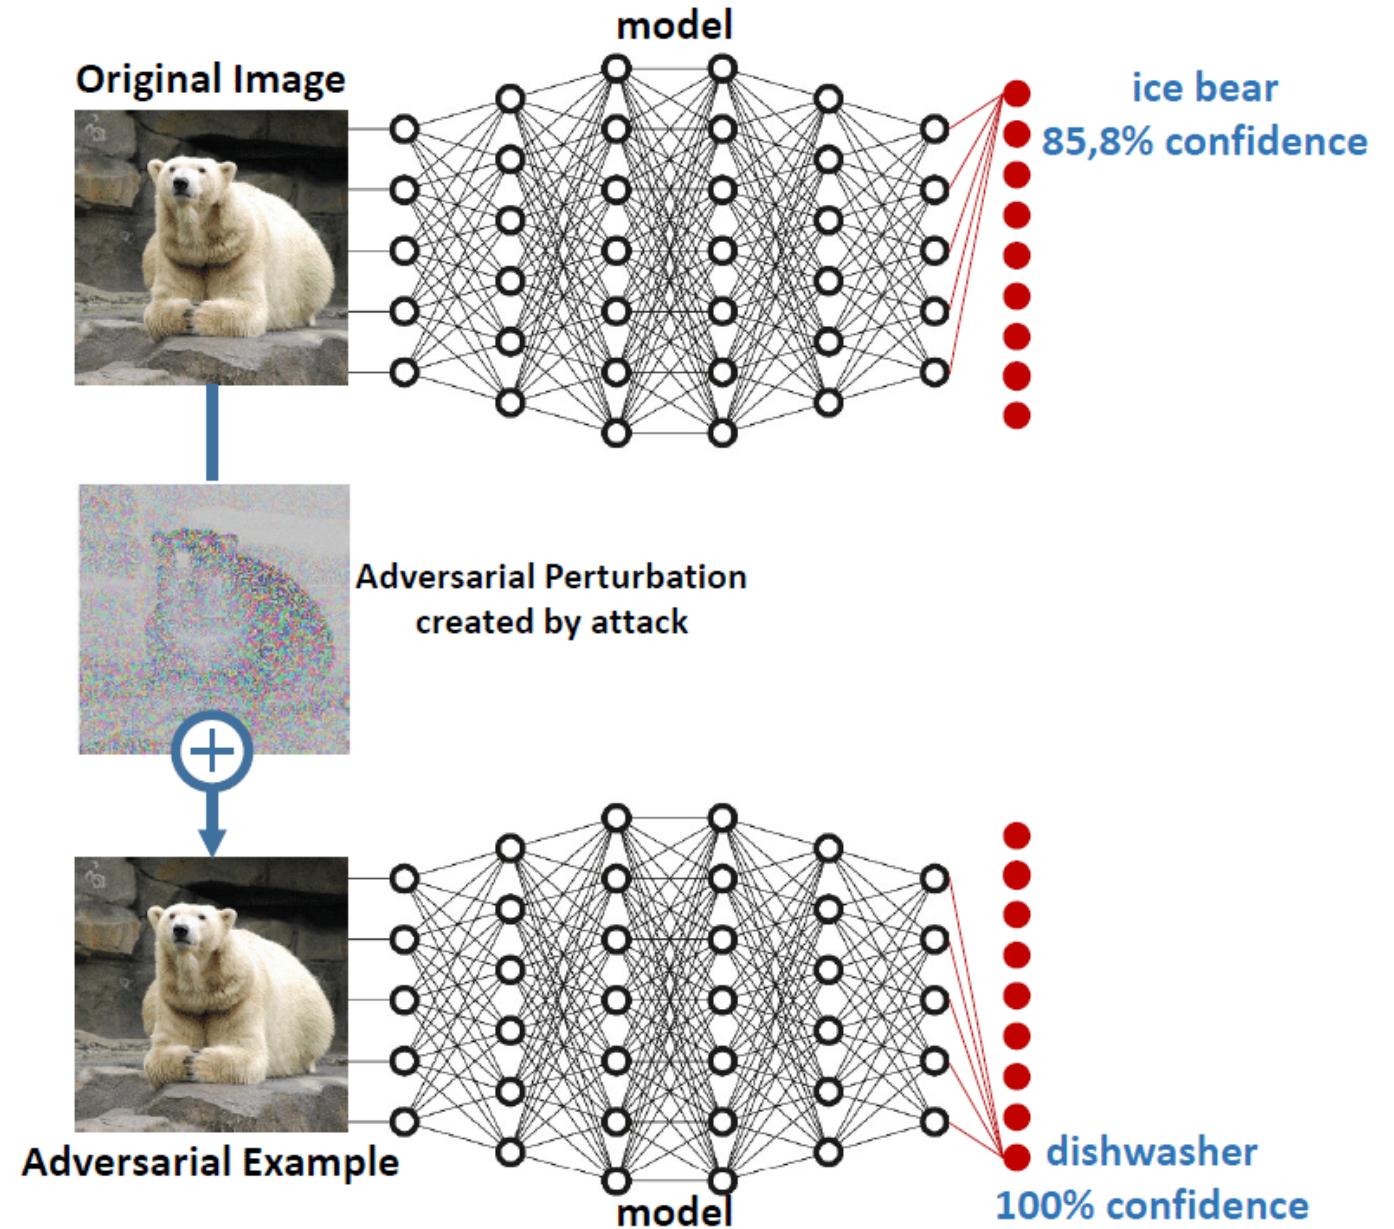 model
Original Image
ice bear
85,8% confidence
Adversarial Perturbation
created by attack
Adversarial Example
dishwasher
100% confidence
model